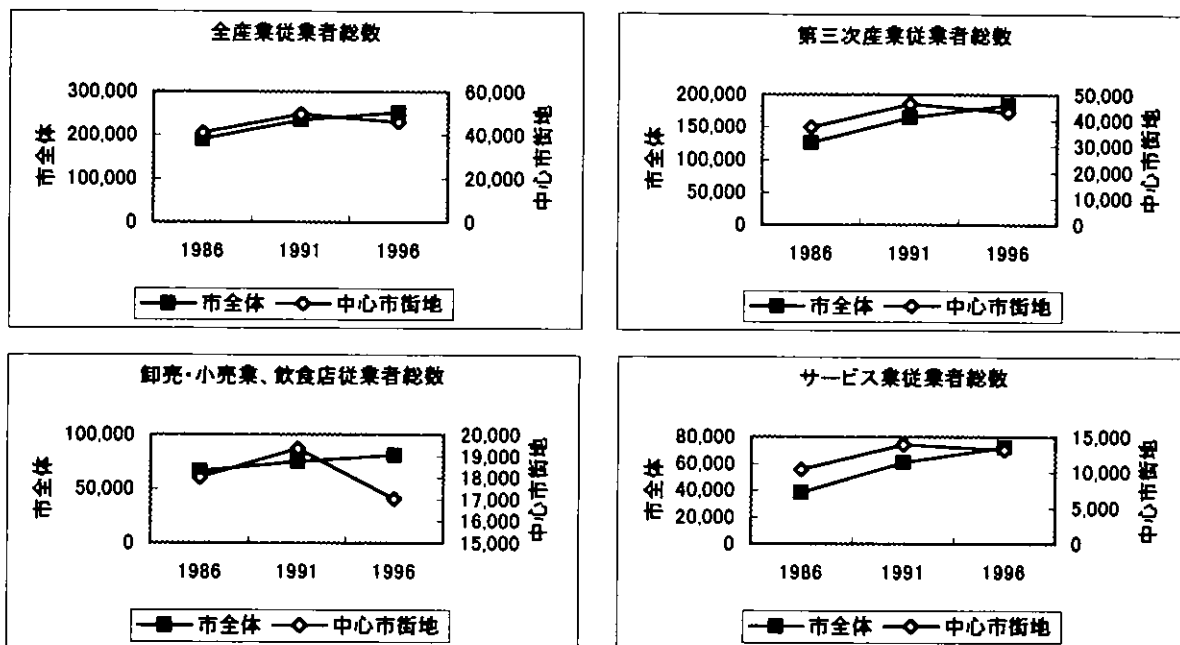 全産業従業者総数
300,000
200,000
100,000
0
市全体
60,000
40,000
20,000
0
中心市街地
1986 1991 1996
市全体 中心市街地
第三次産業従業者総数
200,000
150,000
100,000
50,000
0
市全体
50,000
40,000
30,000
20,000
10,000
0
中心市街地
1986 1991 1996
市全体 中心市街地
卸売・小売業、飲食店従業者総数
100,000
50,000
0
市全体
20,000
19,000
18,000
17,000
16,000
15,000
中心市街地
1986 1991 1996
市全体 中心市街地
サービス業従業者総数
80,000
60,000
40,000
20,000
0
市全体
15,000
10,000
5,000
0
中心市街地
1986 1991 1996
市全体 中心市街地